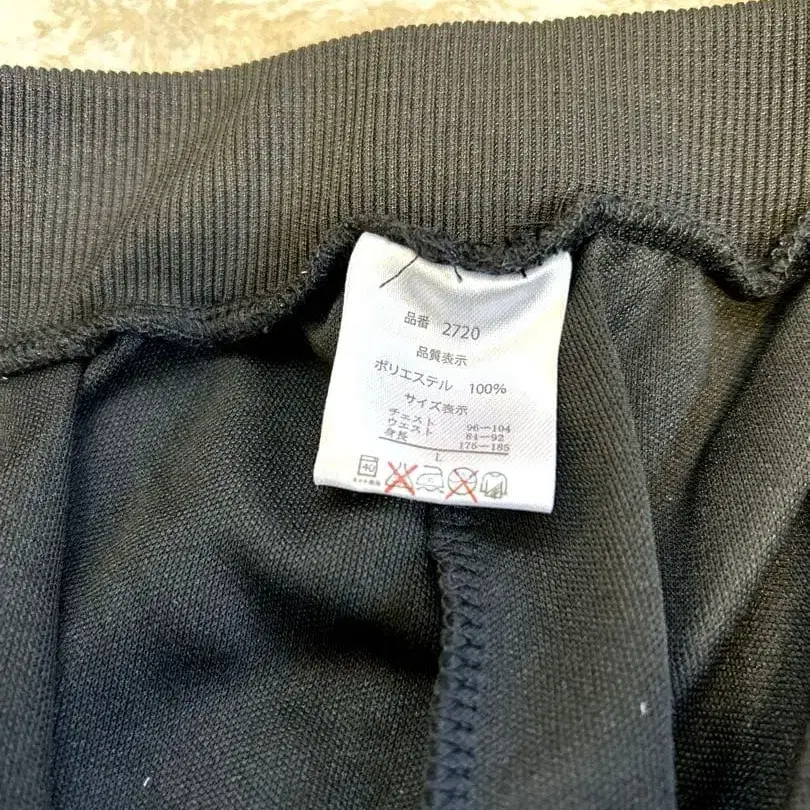 品番 2720
品質表示
ポリエステル 100%
サイズ表示
チェスト 96-104
ウエスト 84-92
身長 175-185
L
40